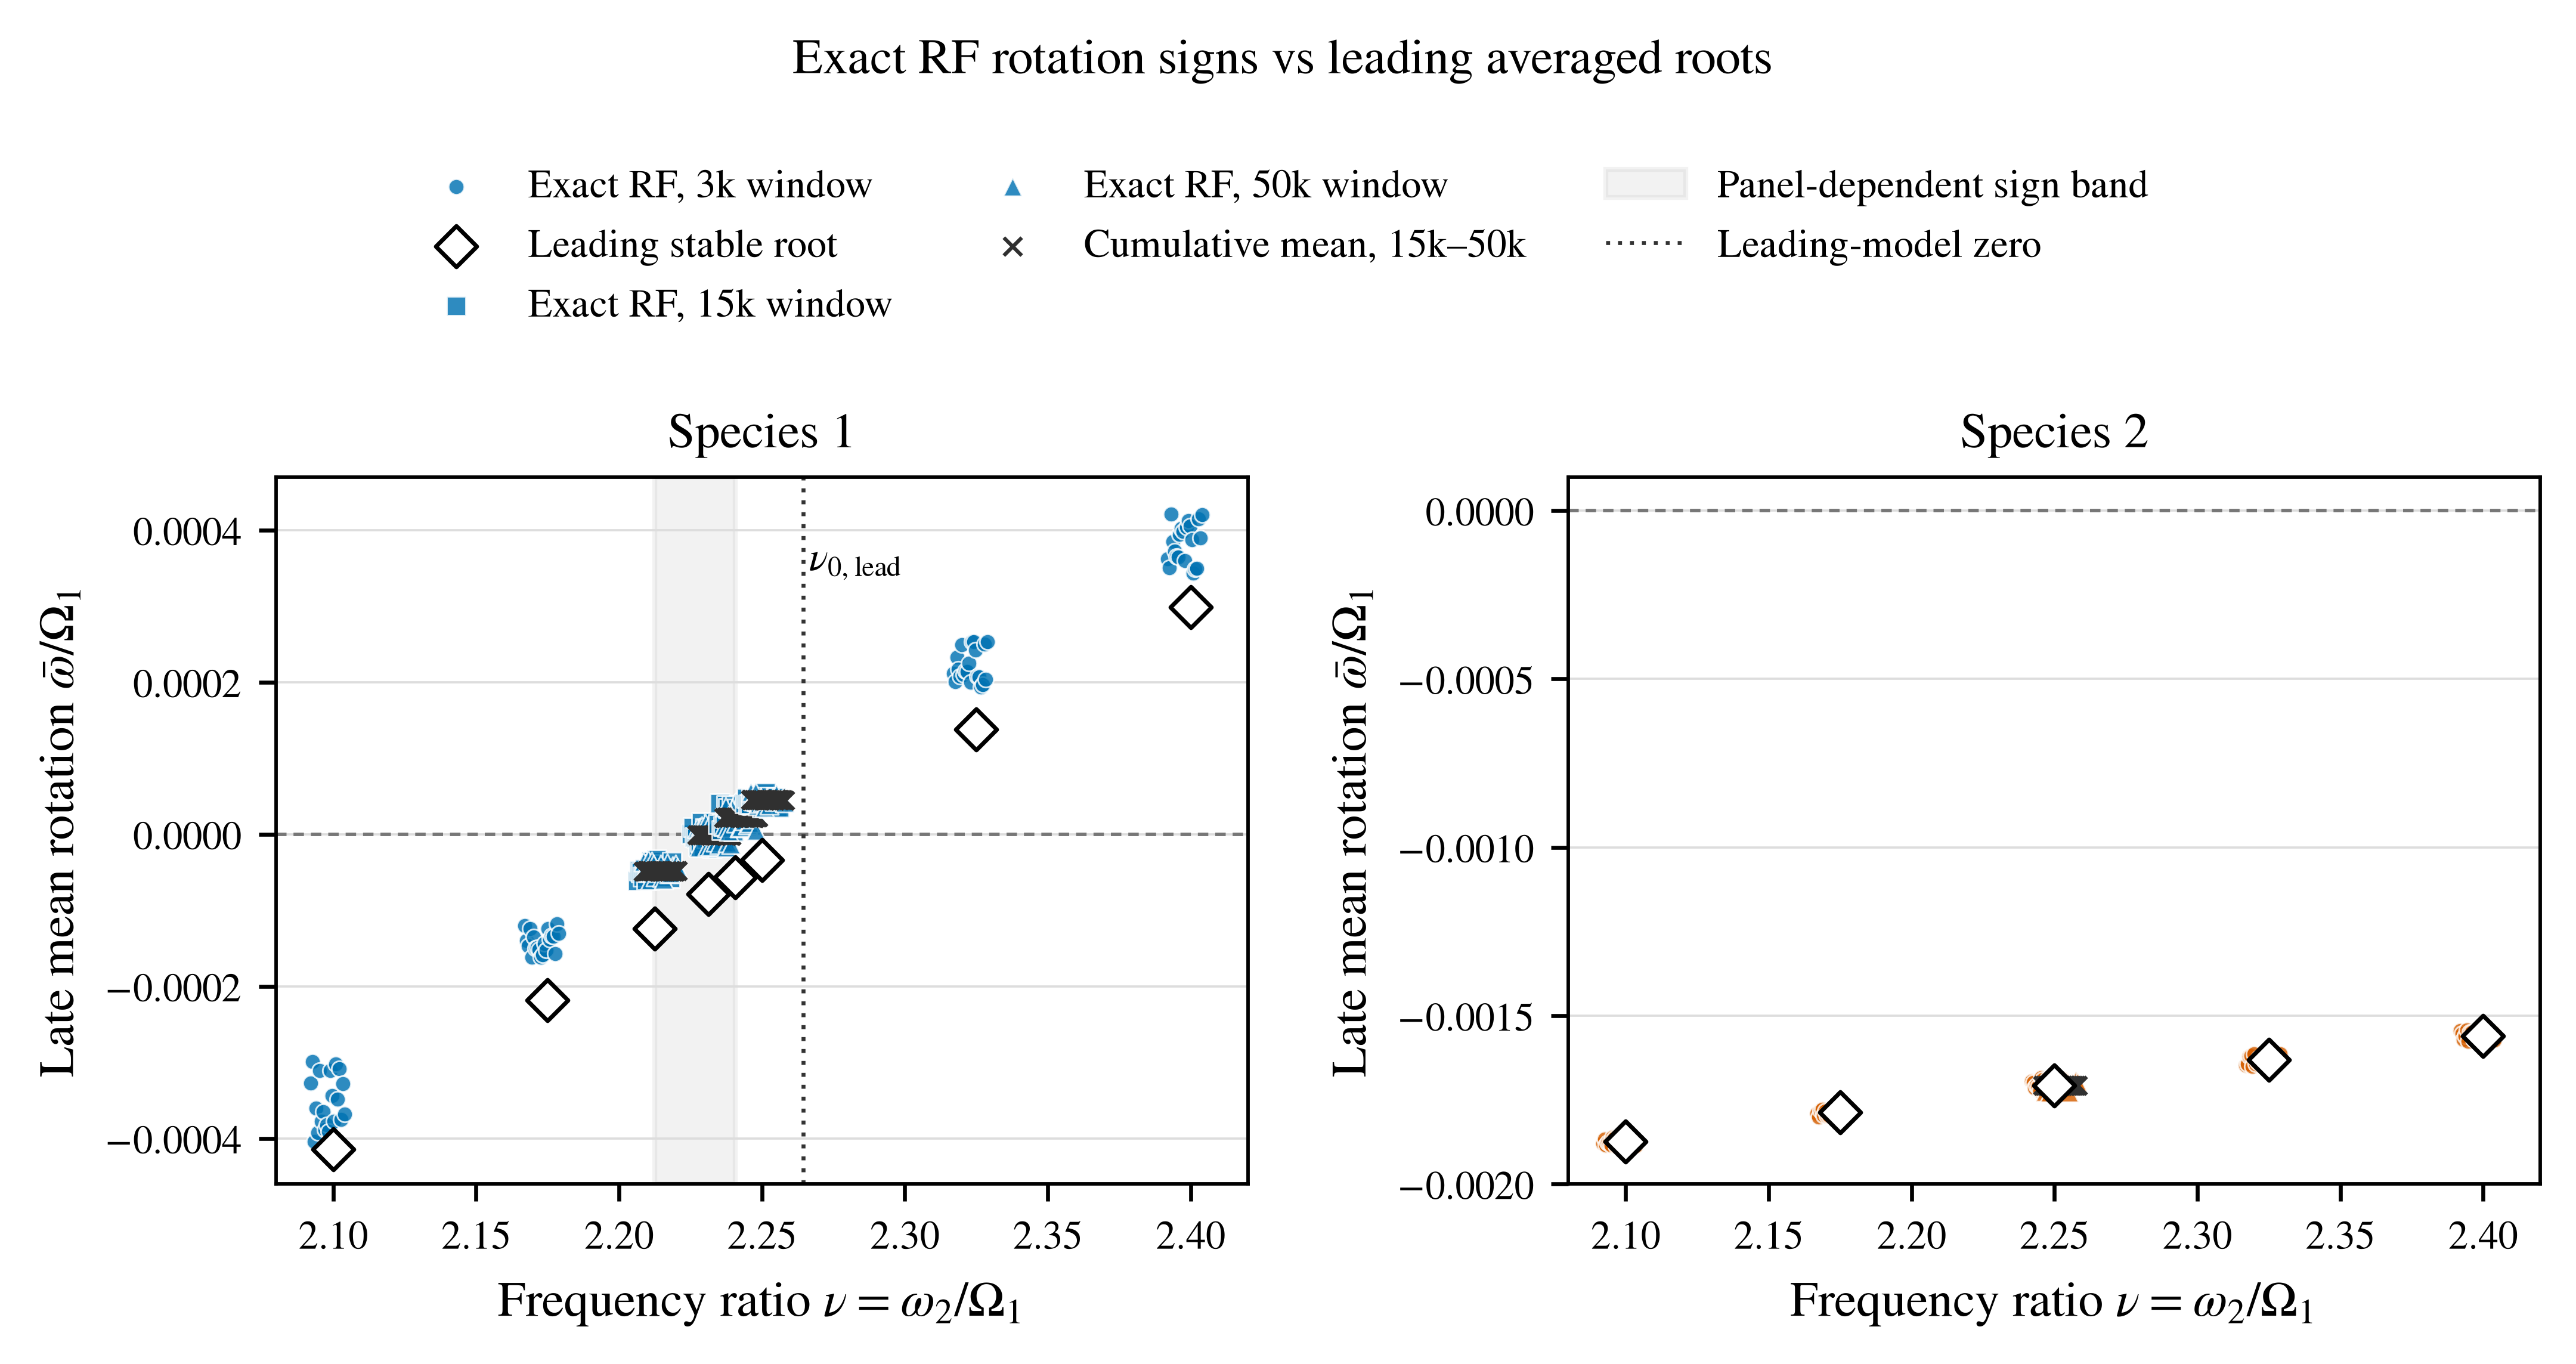 Exact RF rotation signs vs leading averaged roots
Exact RF, 3k window
Leading stable root
Exact RF, 15k window
Exact RF, 50k window
Cumulative mean, 15k–50k
Panel-dependent sign band
Leading-model zero
Species 1
Late mean rotation ω̄/Ω₁
0.0004
0.0002
0.0000
−0.0002
−0.0004
ν₀, lead
2.10 2.15 2.20 2.25 2.30 2.35 2.40
Frequency ratio ν = ω₂/Ω₁
Species 2
Late mean rotation ω̄/Ω₁
0.0000
−0.0005
−0.0010
−0.0015
−0.0020
2.10 2.15 2.20 2.25 2.30 2.35 2.40
Frequency ratio ν = ω₂/Ω₁